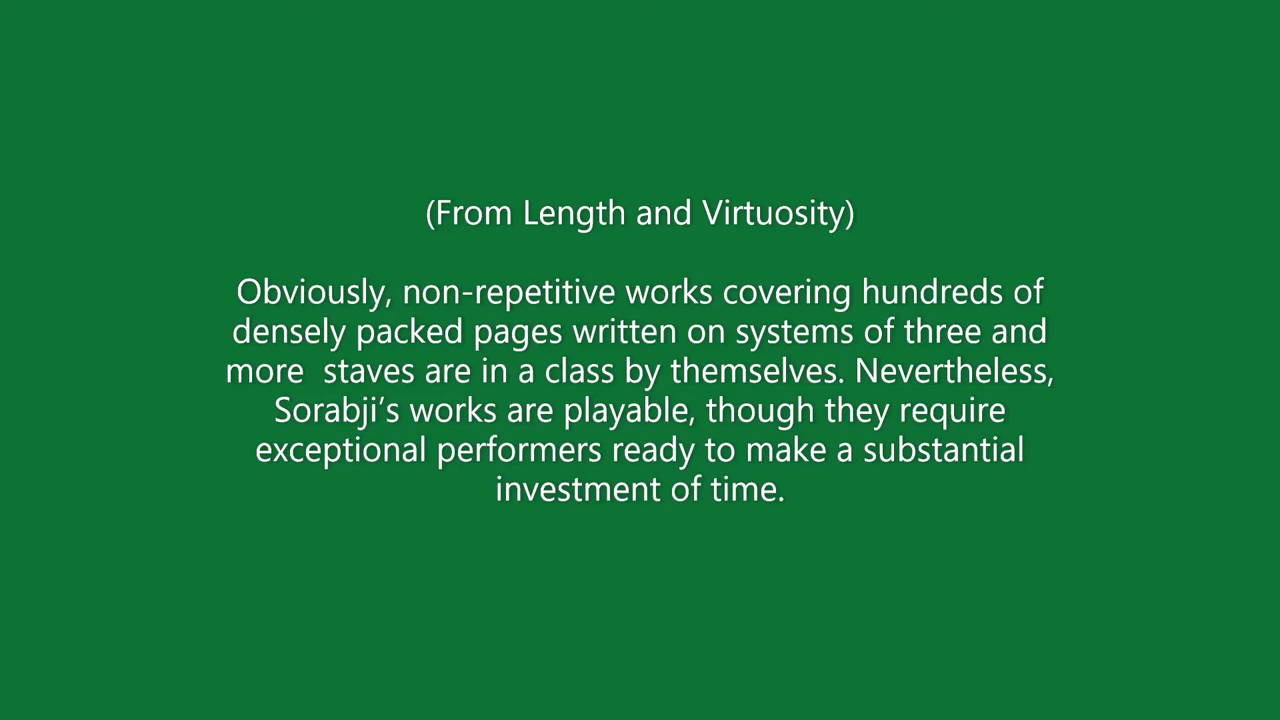 (From Length and Virtuosity)
Obviously, non-repetitive works covering hundreds of
densely packed pages written on systems of three and
more  staves are in a class by themselves. Nevertheless,
Sorabji’s works are playable, though they require
exceptional performers ready to make a substantial
investment of time.